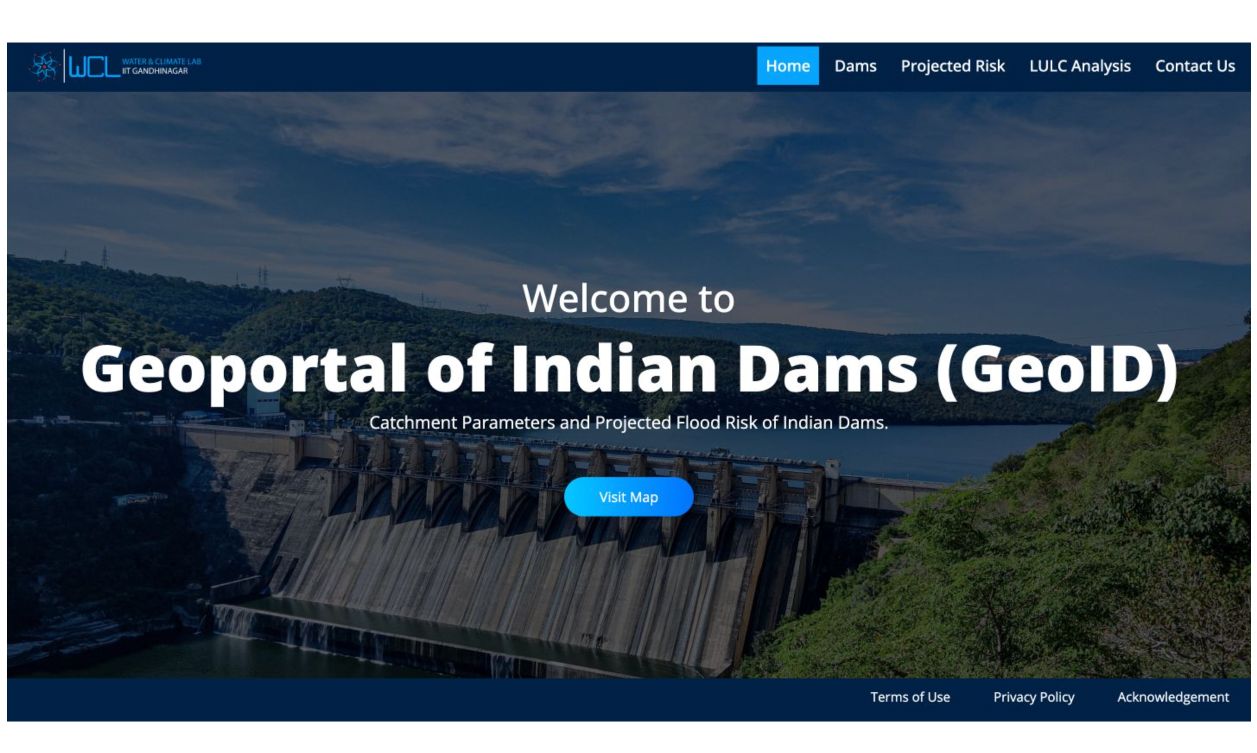 WCL WATER & CLIMATE LAB
IIT GANDHINAGAR
Home Dams Projected Risk LULC Analysis Contact Us
Welcome to
Geoportal of Indian Dams (GeoID)
Catchment Parameters and Projected Flood Risk of Indian Dams.
Visit Map
Terms of Use Privacy Policy Acknowledgement